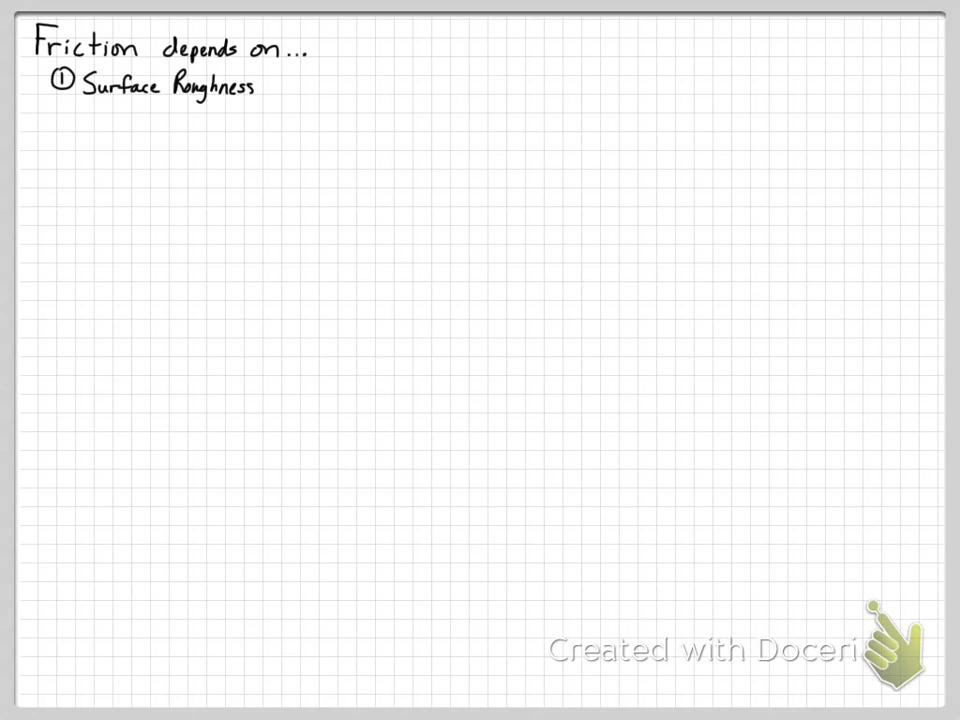 Friction depends on...
① Surface Roughness
Created with Doceri